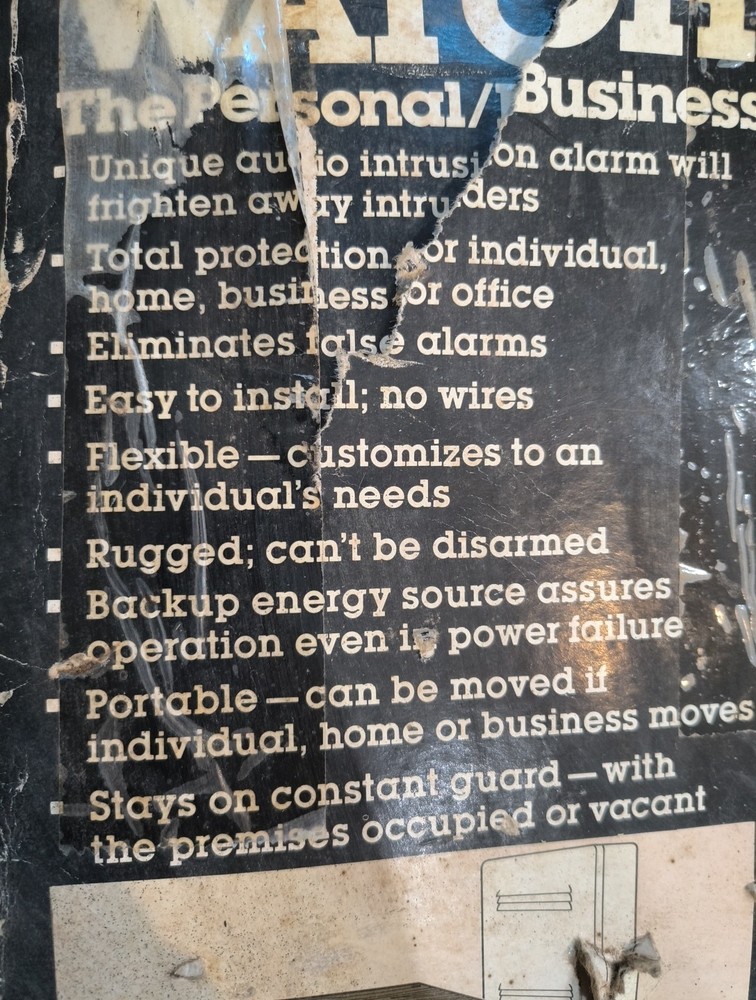 WATCH
The Personal/Business
▪ Unique audio intrusion alarm will
frighten away intruders
▪ Total protection for individual,
home, business or office
▪ Eliminates false alarms
▪ Easy to install; no wires
▪ Flexible — customizes to an
individual's needs
▪ Rugged; can't be disarmed
▪ Backup energy source assures
operation even in power failure
▪ Portable — can be moved if
individual, home or business moves
▪ Stays on constant guard — with
the premises occupied or vacant